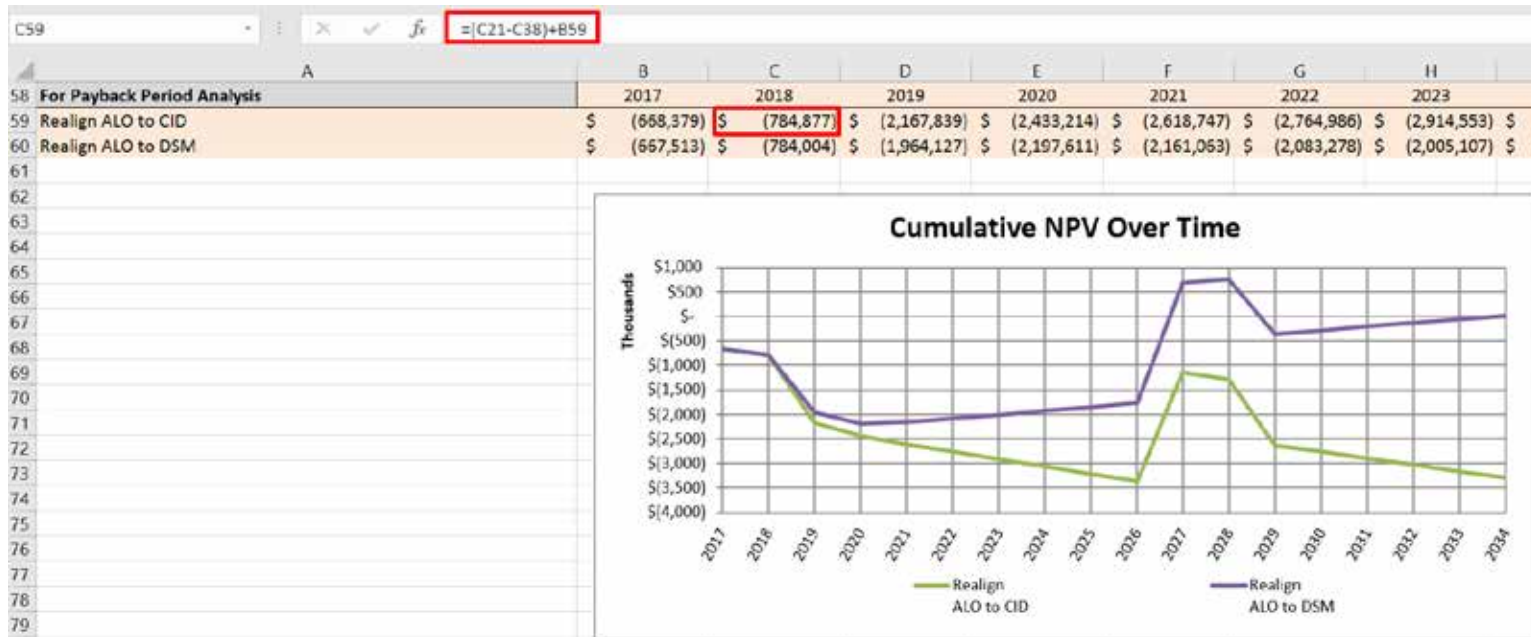 C59 fx =(C21-C38)+B59
A B C D E F G H
58 For Payback Period Analysis 2017 2018 2019 2020 2021 2022 2023
59 Realign ALO to CID $ (668,379) $ (784,877) $ (2,167,839) $ (2,433,214) $ (2,618,747) $ (2,764,986) $ (2,914,553) $
60 Realign ALO to DSM $ (667,513) $ (784,004) $ (1,964,127) $ (2,197,611) $ (2,161,063) $ (2,083,278) $ (2,005,107) $
61
62
63
64
65
66
67
68
69
70
71
72
73
74
75
76
77
78
79
Cumulative NPV Over Time
Thousands
$1,000
$500
$-
$(500)
$(1,000)
$(1,500)
$(2,000)
$(2,500)
$(3,000)
$(3,500)
$(4,000)
2017 2018 2019 2020 2021 2022 2023 2024 2025 2026 2027 2028 2029 2030 2031 2032 2033 2034
Realign
ALO to CID
Realign
ALO to DSM